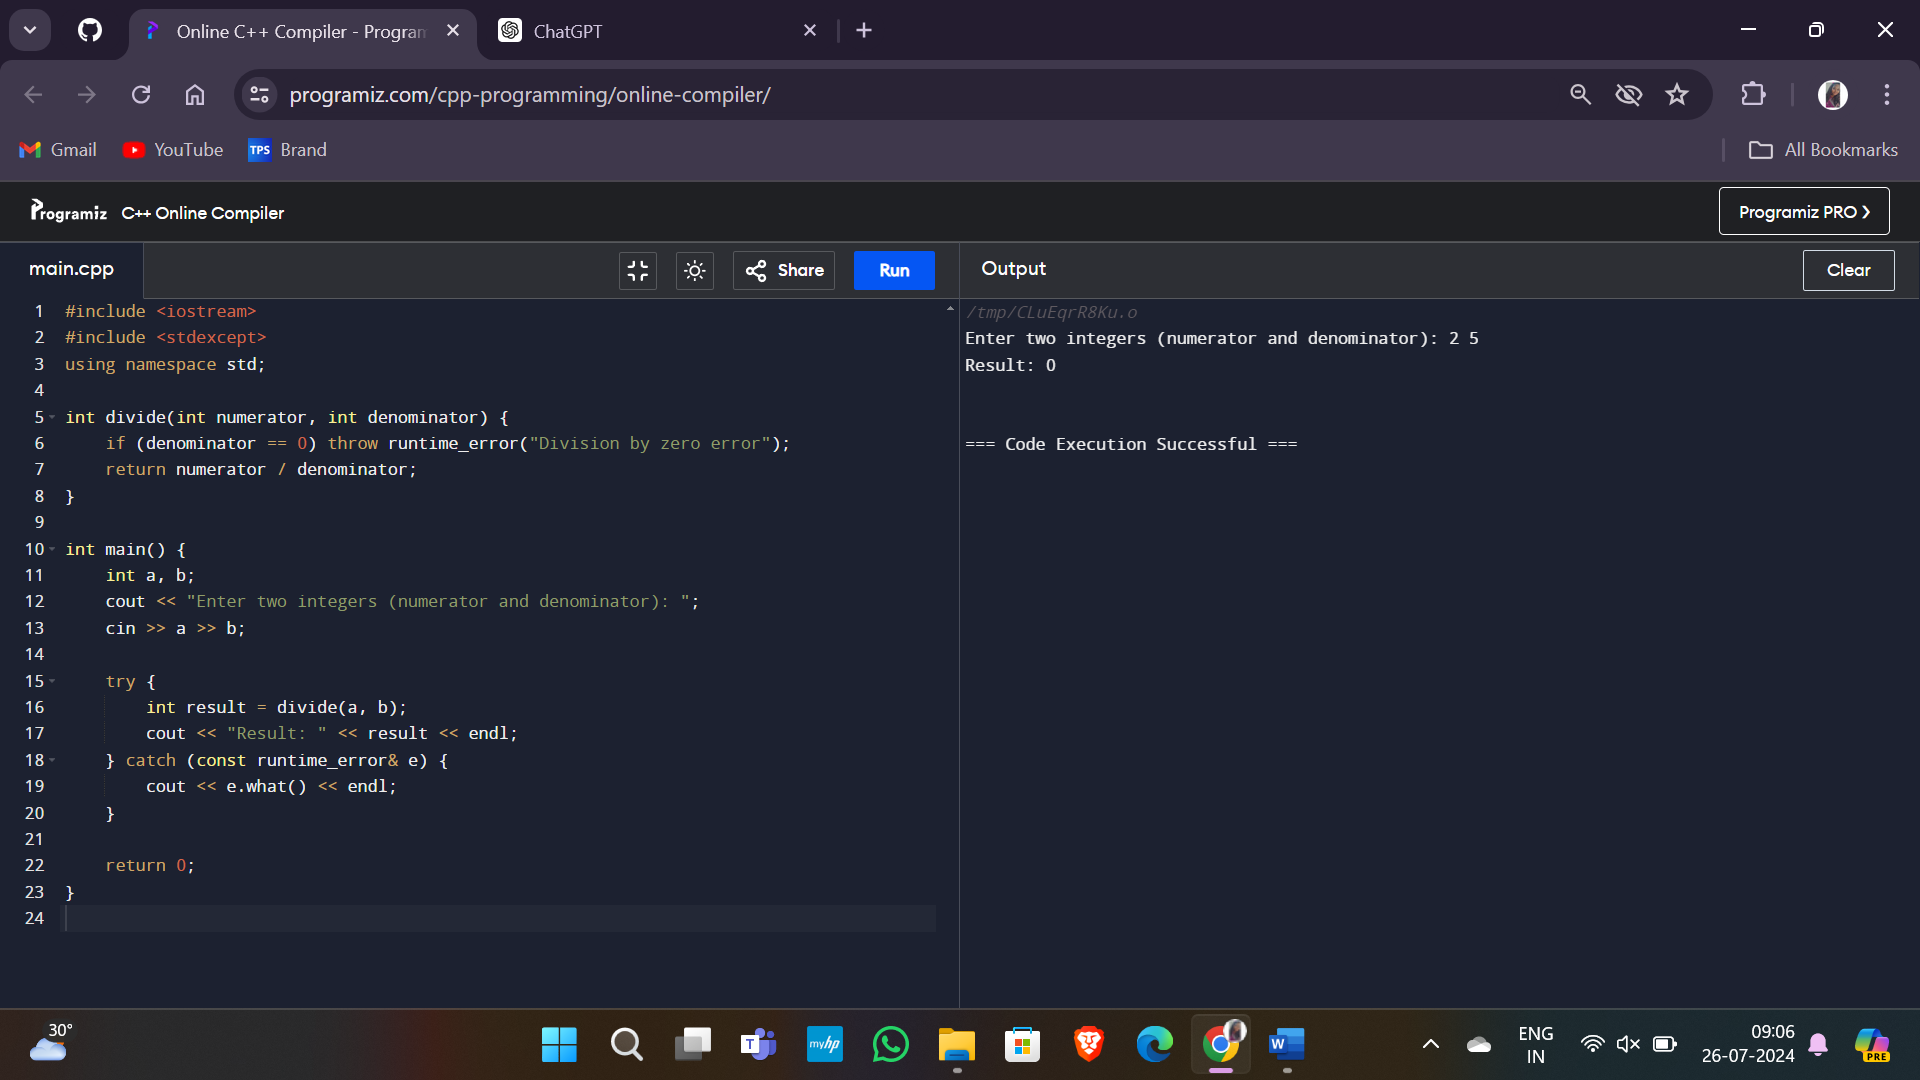 Online C++ Compiler - Program
ChatGPT
programiz.com/cpp-programming/online-compiler/
Gmail
YouTube
TPS
Brand
All Bookmarks
Programiz
C++ Online Compiler
Programiz PRO ❯
main.cpp
Share
Run
Output
Clear
1 #include <iostream>
2 #include <stdexcept>
3 using namespace std;
4
5 int divide(int numerator, int denominator) {
6     if (denominator == 0) throw runtime_error("Division by zero error");
7     return numerator / denominator;
8 }
9
10 int main() {
11     int a, b;
12     cout << "Enter two integers (numerator and denominator): ";
13     cin >> a >> b;
14
15     try {
16         int result = divide(a, b);
17         cout << "Result: " << result << endl;
18     } catch (const runtime_error& e) {
19         cout << e.what() << endl;
20     }
21
22     return 0;
23 }
24
/tmp/CLuEqrR8Ku.o
Enter two integers (numerator and denominator): 2 5
Result: 0
=== Code Execution Successful ===
30°
T
myhp
W
ENG
IN
09:06
26-07-2024
PRE